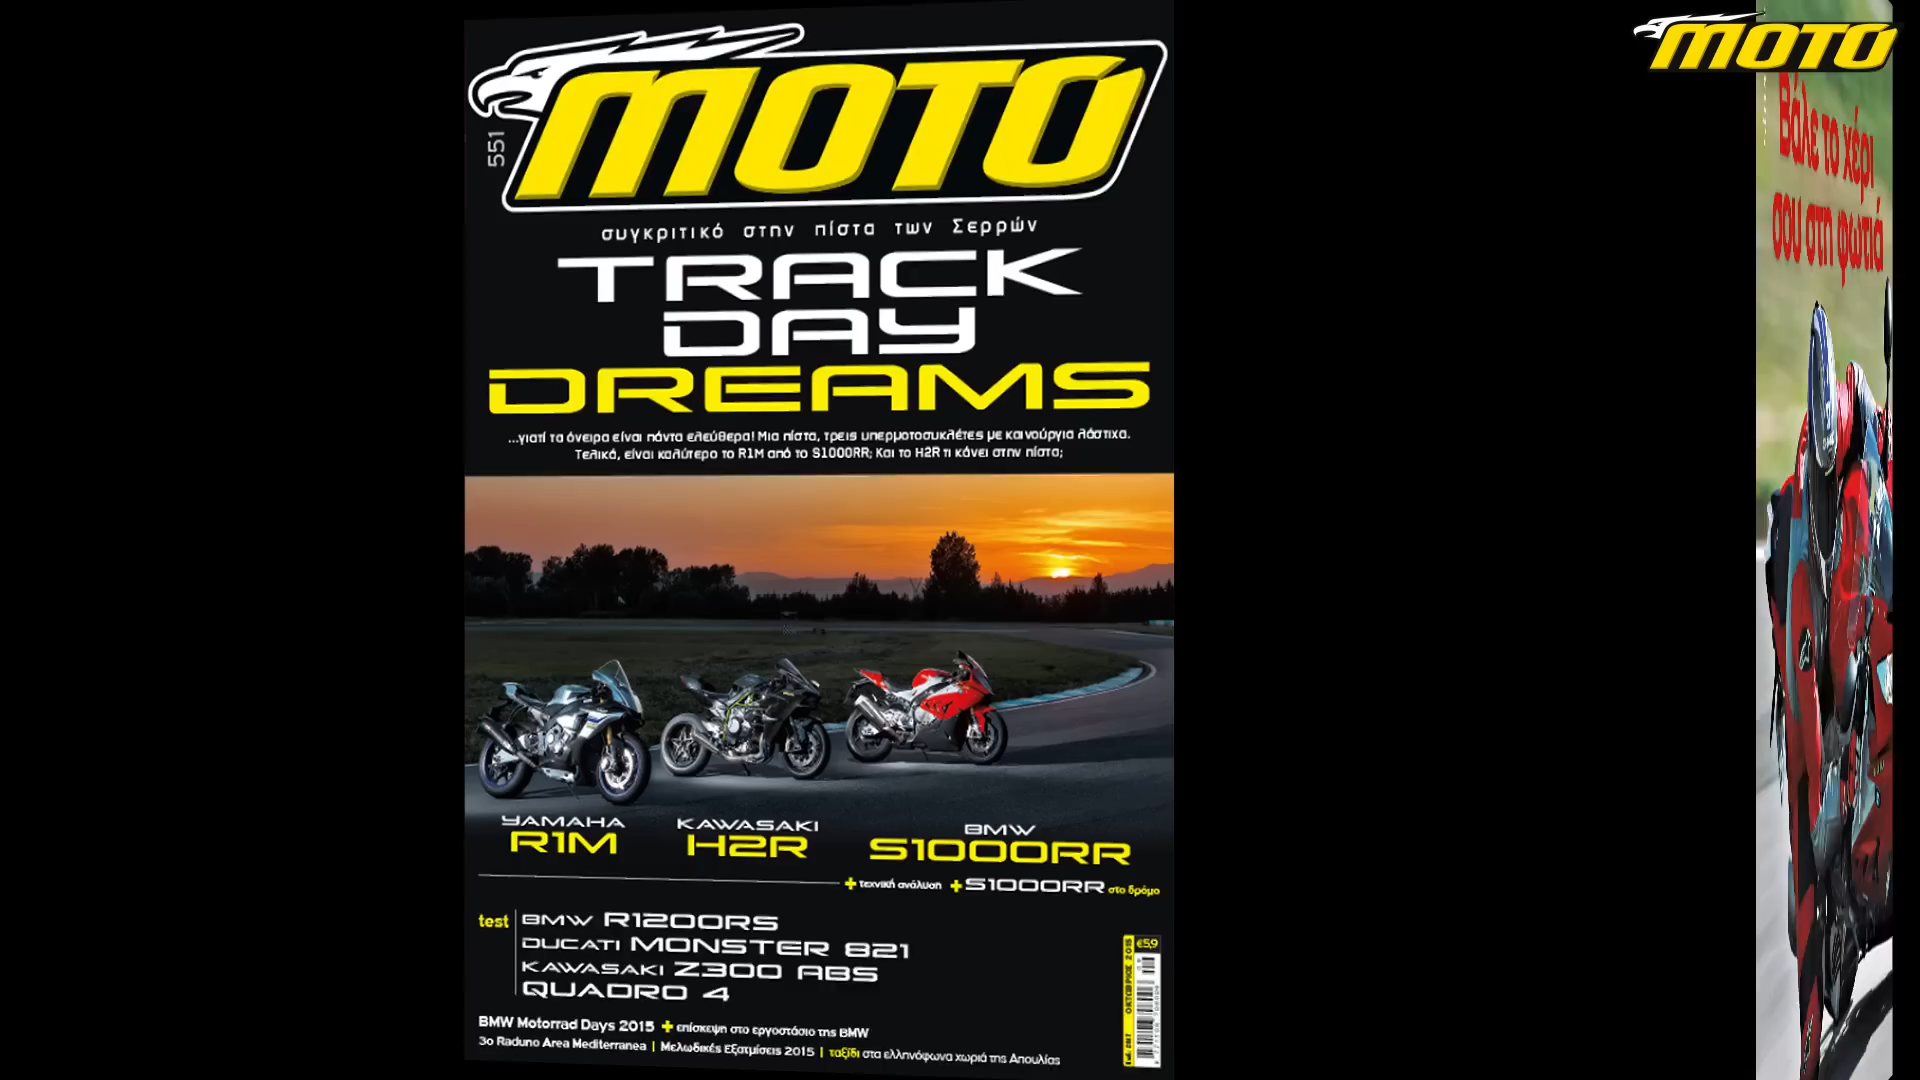 ΜΟΤΟ
551
συγκριτικό στην πίστα των Σερρών
TRACK
DAY
DREAMS
...γιατί τα όνειρα είναι πάντα ελεύθερα! Μια πίστα, τρεις υπερμοτοσυκλέτες με καινούργια λάστιχα.
Τελικά, είναι καλύτερο το R1M από το S1000RR; Και το H2R τι κάνει στην πίστα;
YAMAHA
R1M
KAWASAKI
H2R
BMW
S1000RR
+ τεχνική ανάλυση + S1000RR στο δρόμο
test
BMW R1200RS
DUCATI MONSTER 821
KAWASAKI Z300 ABS
QUADRO 4
BMW Motorrad Days 2015 + επίσκεψη στο εργοστάσιο της BMW
3o Raduno Area Mediterranea | Μελωδικές Εξατμίσεις 2015 | ταξίδι στα ελληνόφωνα χωριά της Απουλίας
€5,9
ΟΚΤΩΒΡΙΟΣ 2015
ΜΟΤΟ
Βάλε το χέρι
σου στη φωτιά